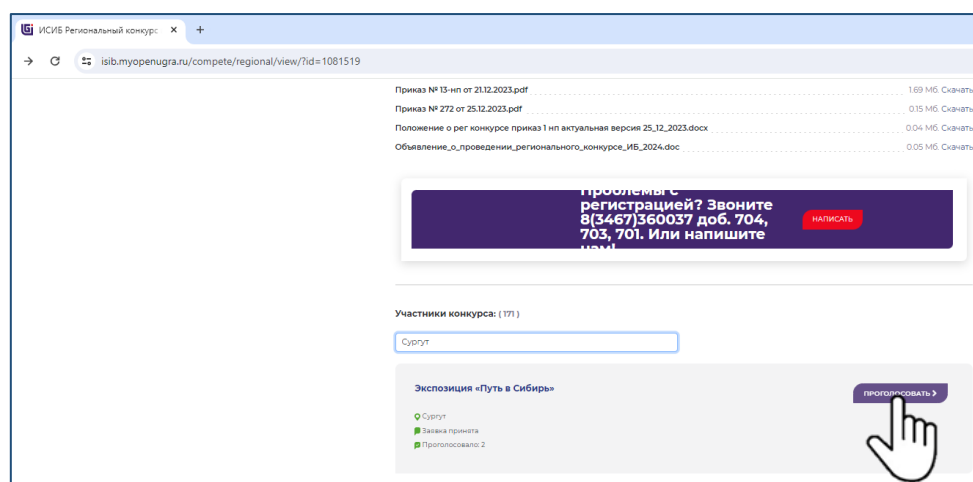 ИСИБ Региональный конкурс
isib.myopenugra.ru/compete/regional/view/?id=1081519
Приказ № 13-нп от 21.12.2023.pdf 1.69 Мб. Скачать
Приказ № 272 от 25.12.2023.pdf 0.15 Мб. Скачать
Положение о рег конкурсе приказ 1 нп актуальная версия 25_12_2023.docx 0.04 Мб. Скачать
Объявление_о_проведении_регионального_конкурса_ИБ_2024.doc 0.05 Мб. Скачать
Проблемы с
регистрацией? Звоните
8(3467)360037 доб. 704,
703, 701. Или напишите
нам!
НАПИСАТЬ
Участники конкурса: ( 171 )
Сургут
Экспозиция «Путь в Сибирь»
ПРОГОЛОСОВАТЬ
Сургут
Заявка принята
Проголосовало: 2